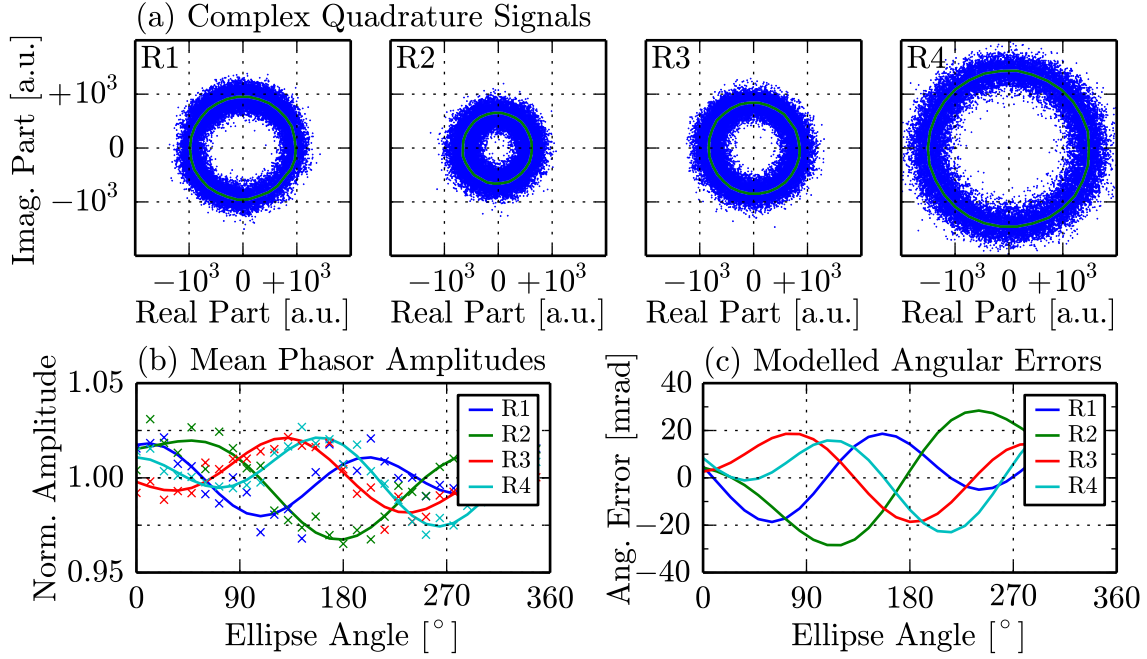 (a) Complex Quadrature Signals
R1 R2 R3 R4
Imag. Part [a.u.]
+10³
0
−10³
−10³ 0 +10³ −10³ 0 +10³ −10³ 0 +10³ −10³ 0 +10³
Real Part [a.u.] Real Part [a.u.] Real Part [a.u.] Real Part [a.u.]
(b) Mean Phasor Amplitudes
Norm. Amplitude
1.05
1.00
0.95
R1
R2
R3
R4
0 90 180 270 360
Ellipse Angle [°]
(c) Modelled Angular Errors
Ang. Error [mrad]
40
20
0
−20
−40
R1
R2
R3
R4
0 90 180 270 360
Ellipse Angle [°]